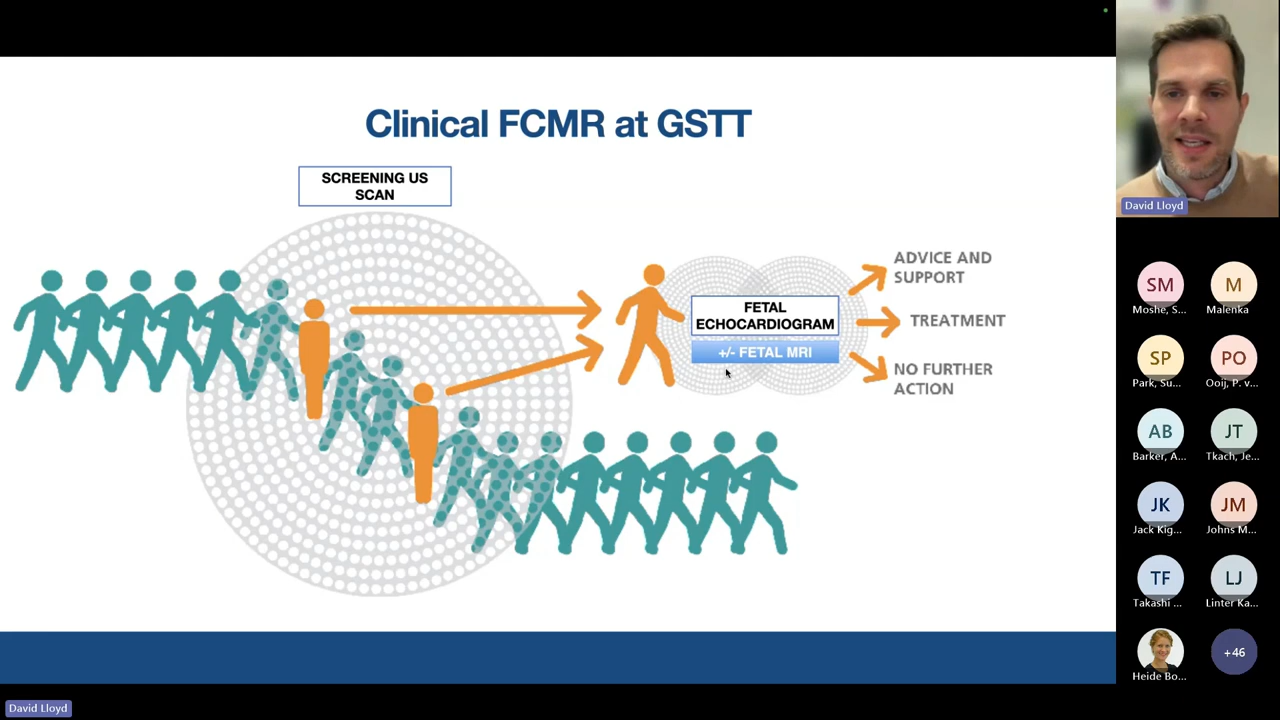 Clinical FCMR at GSTT
SCREENING US
SCAN
FETAL
ECHOCARDIOGRAM
+/- FETAL MRI
ADVICE AND
SUPPORT
TREATMENT
NO FURTHER
ACTION
David Lloyd
SM
Moshe, S...
M
Malenka
SP
Park, Su...
PO
Ooij, P. v...
AB
Barker, A...
JT
Tkach, Je...
JK
Jack Kig...
JM
Johns M...
TF
Takashi ...
LJ
Linter Ka...
Heide Bo...
+46
David Lloyd